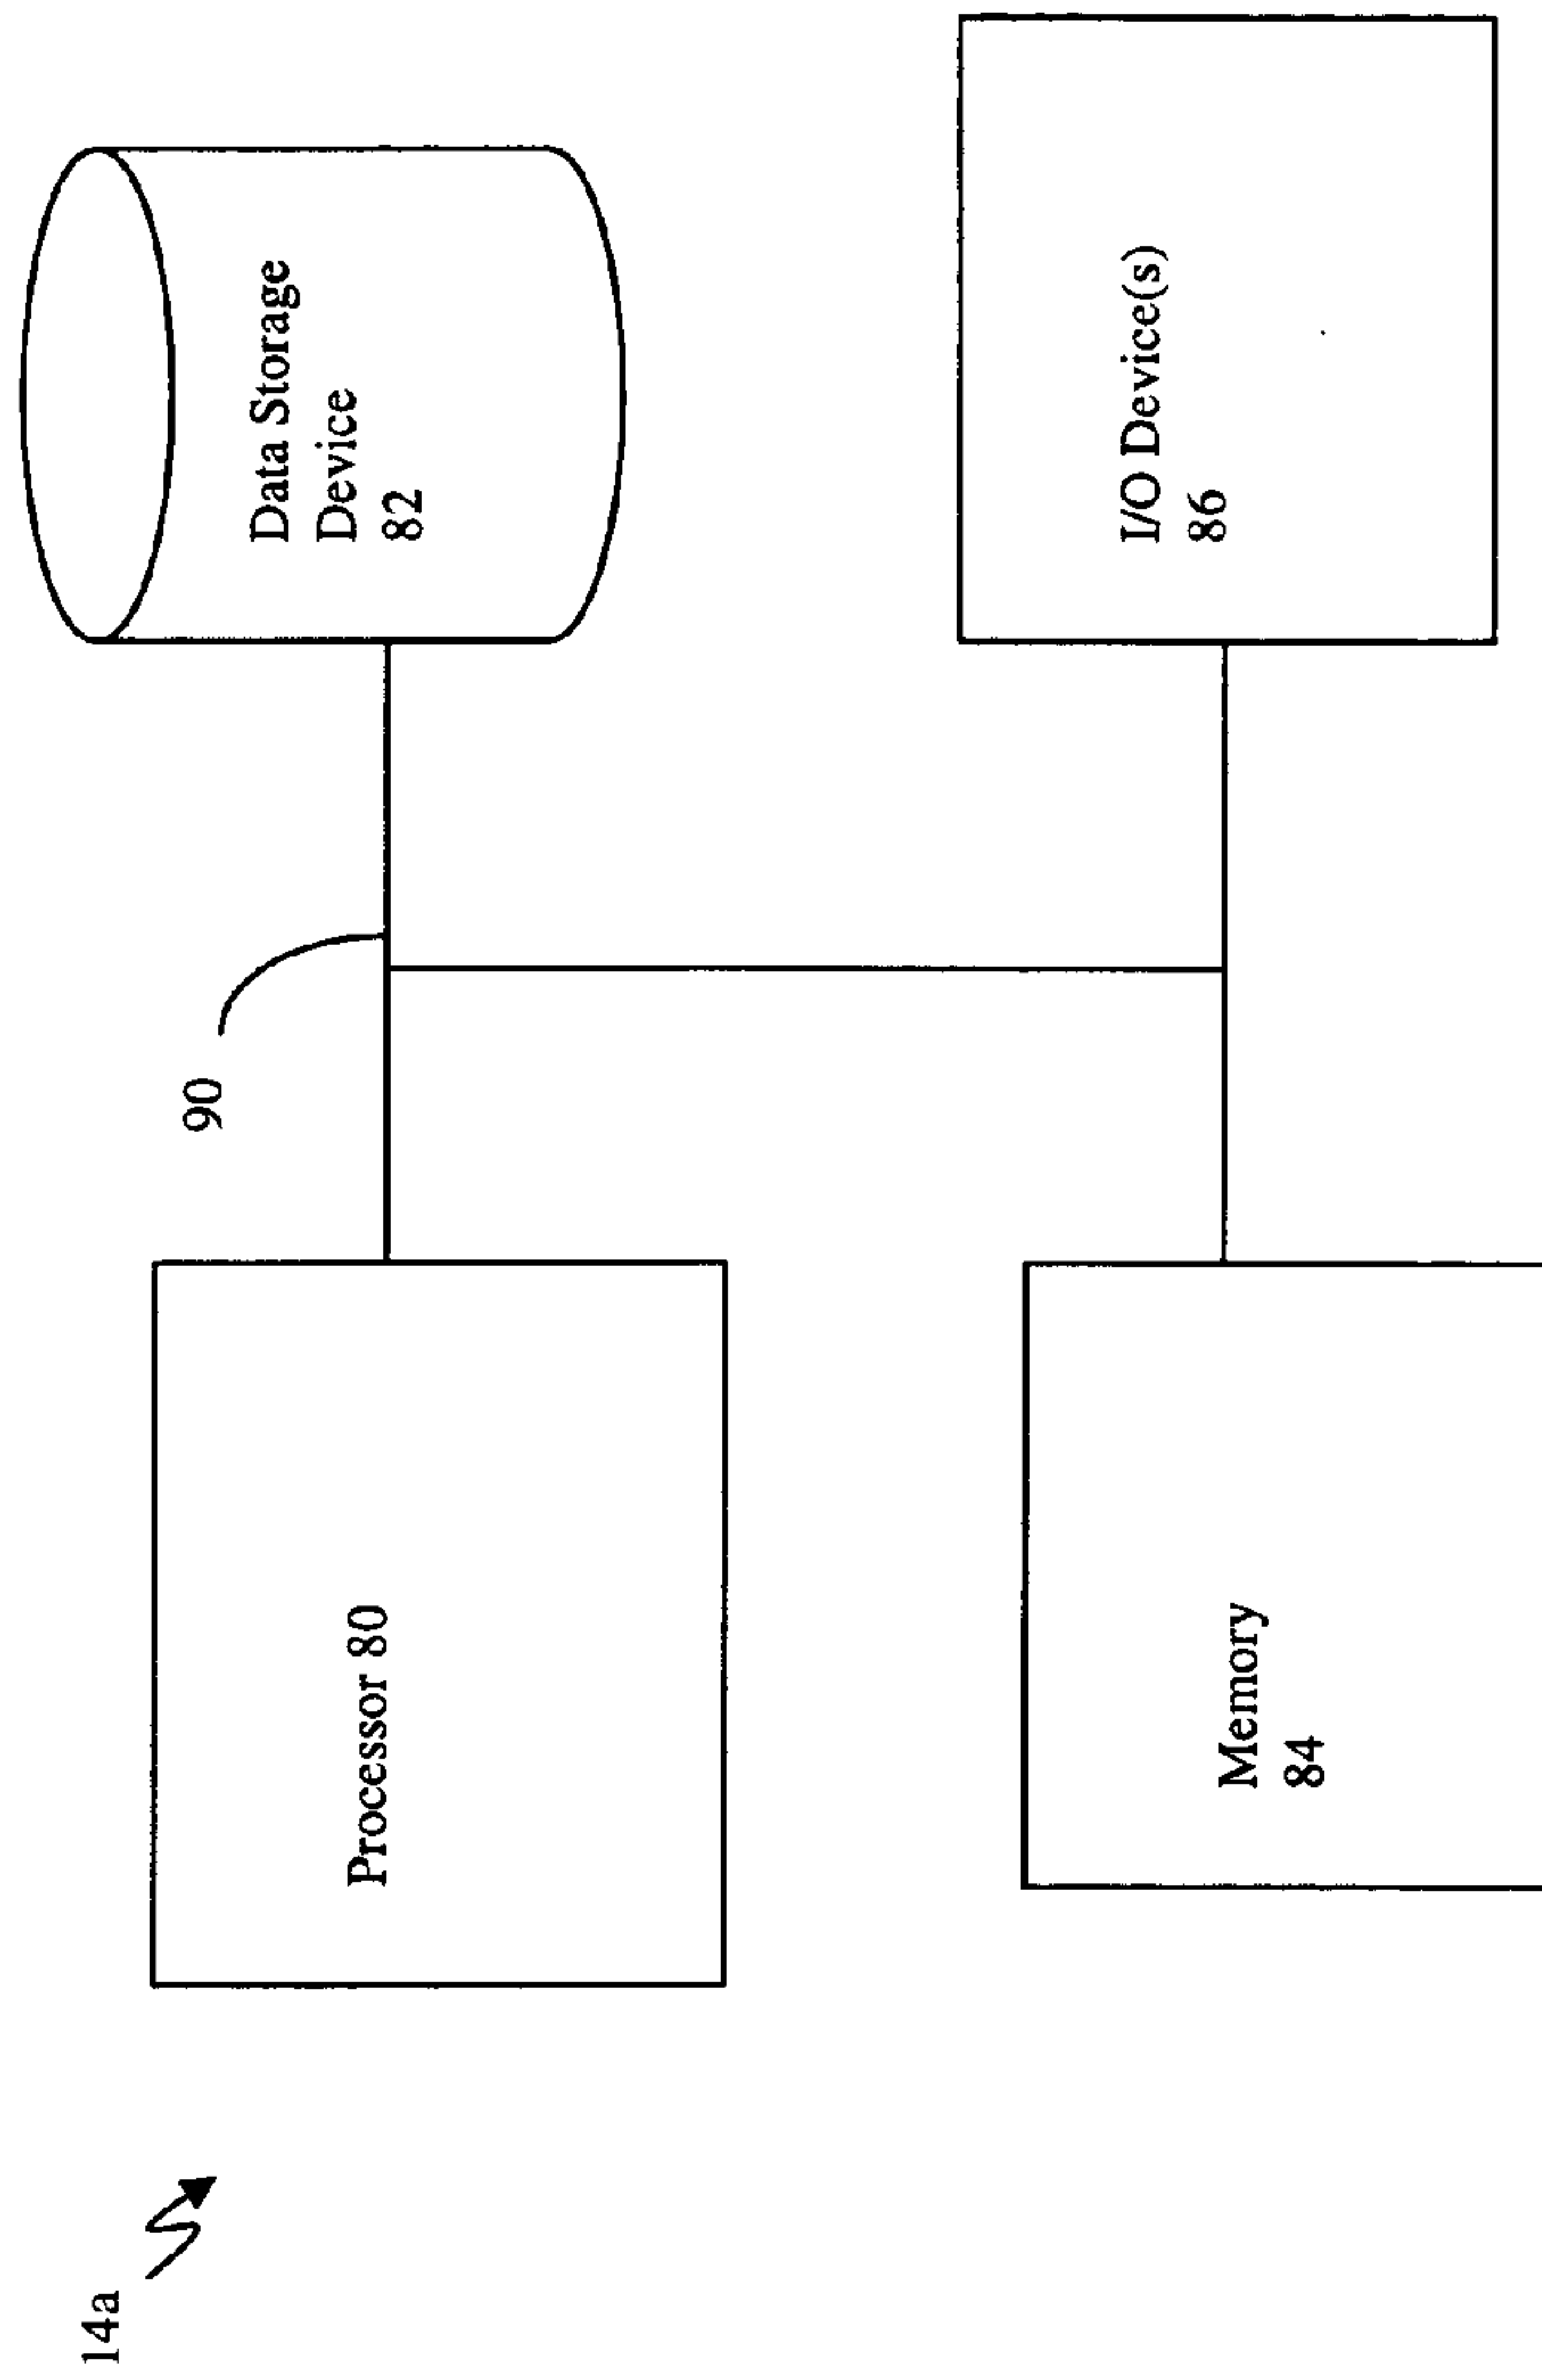 14a
Processor 80
90
Data Storage
Device
82
Memory
84
I/O Device(s)
86